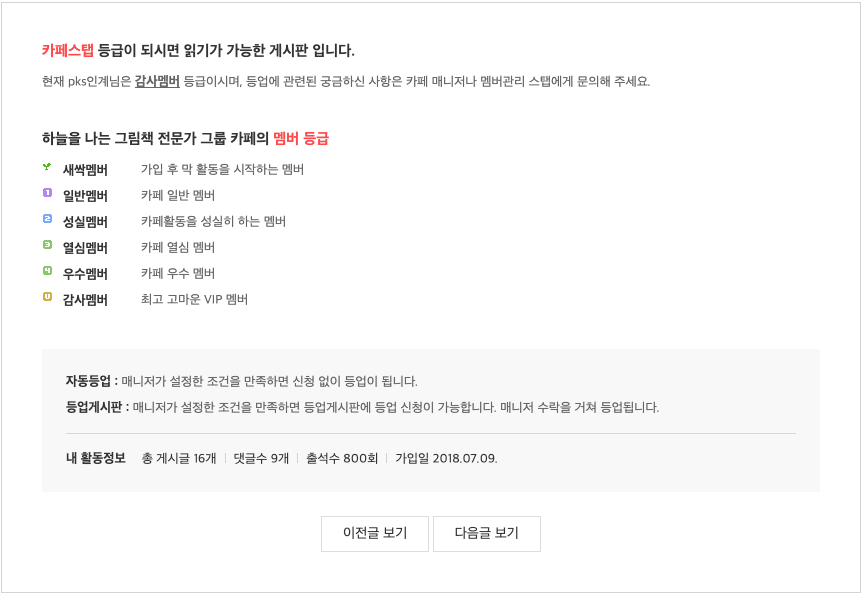 카페스탭 등급이 되시면 읽기가 가능한 게시판 입니다.
현재 pks인계님은 감사멤버 등급이시며, 등업에 관련된 궁금하신 사항은 카페 매니저나 멤버관리 스탭에게 문의해 주세요.
하늘을 나는 그림책 전문가 그룹 카페의 멤버 등급
새싹멤버 가입 후 막 활동을 시작하는 멤버
1 일반멤버 카페 일반 멤버
2 성실멤버 카페활동을 성실히 하는 멤버
3 열심멤버 카페 열심 멤버
4 우수멤버 카페 우수 멤버
감사멤버 최고 고마운 VIP 멤버
자동등업 : 매니저가 설정한 조건을 만족하면 신청 없이 등업이 됩니다.
등업게시판 : 매니저가 설정한 조건을 만족하면 등업게시판에 등업 신청이 가능합니다. 매니저 수락을 거쳐 등업됩니다.
내 활동정보 총 게시글 16개 댓글수 9개 출석수 800회 가입일 2018.07.09.
이전글 보기 다음글 보기